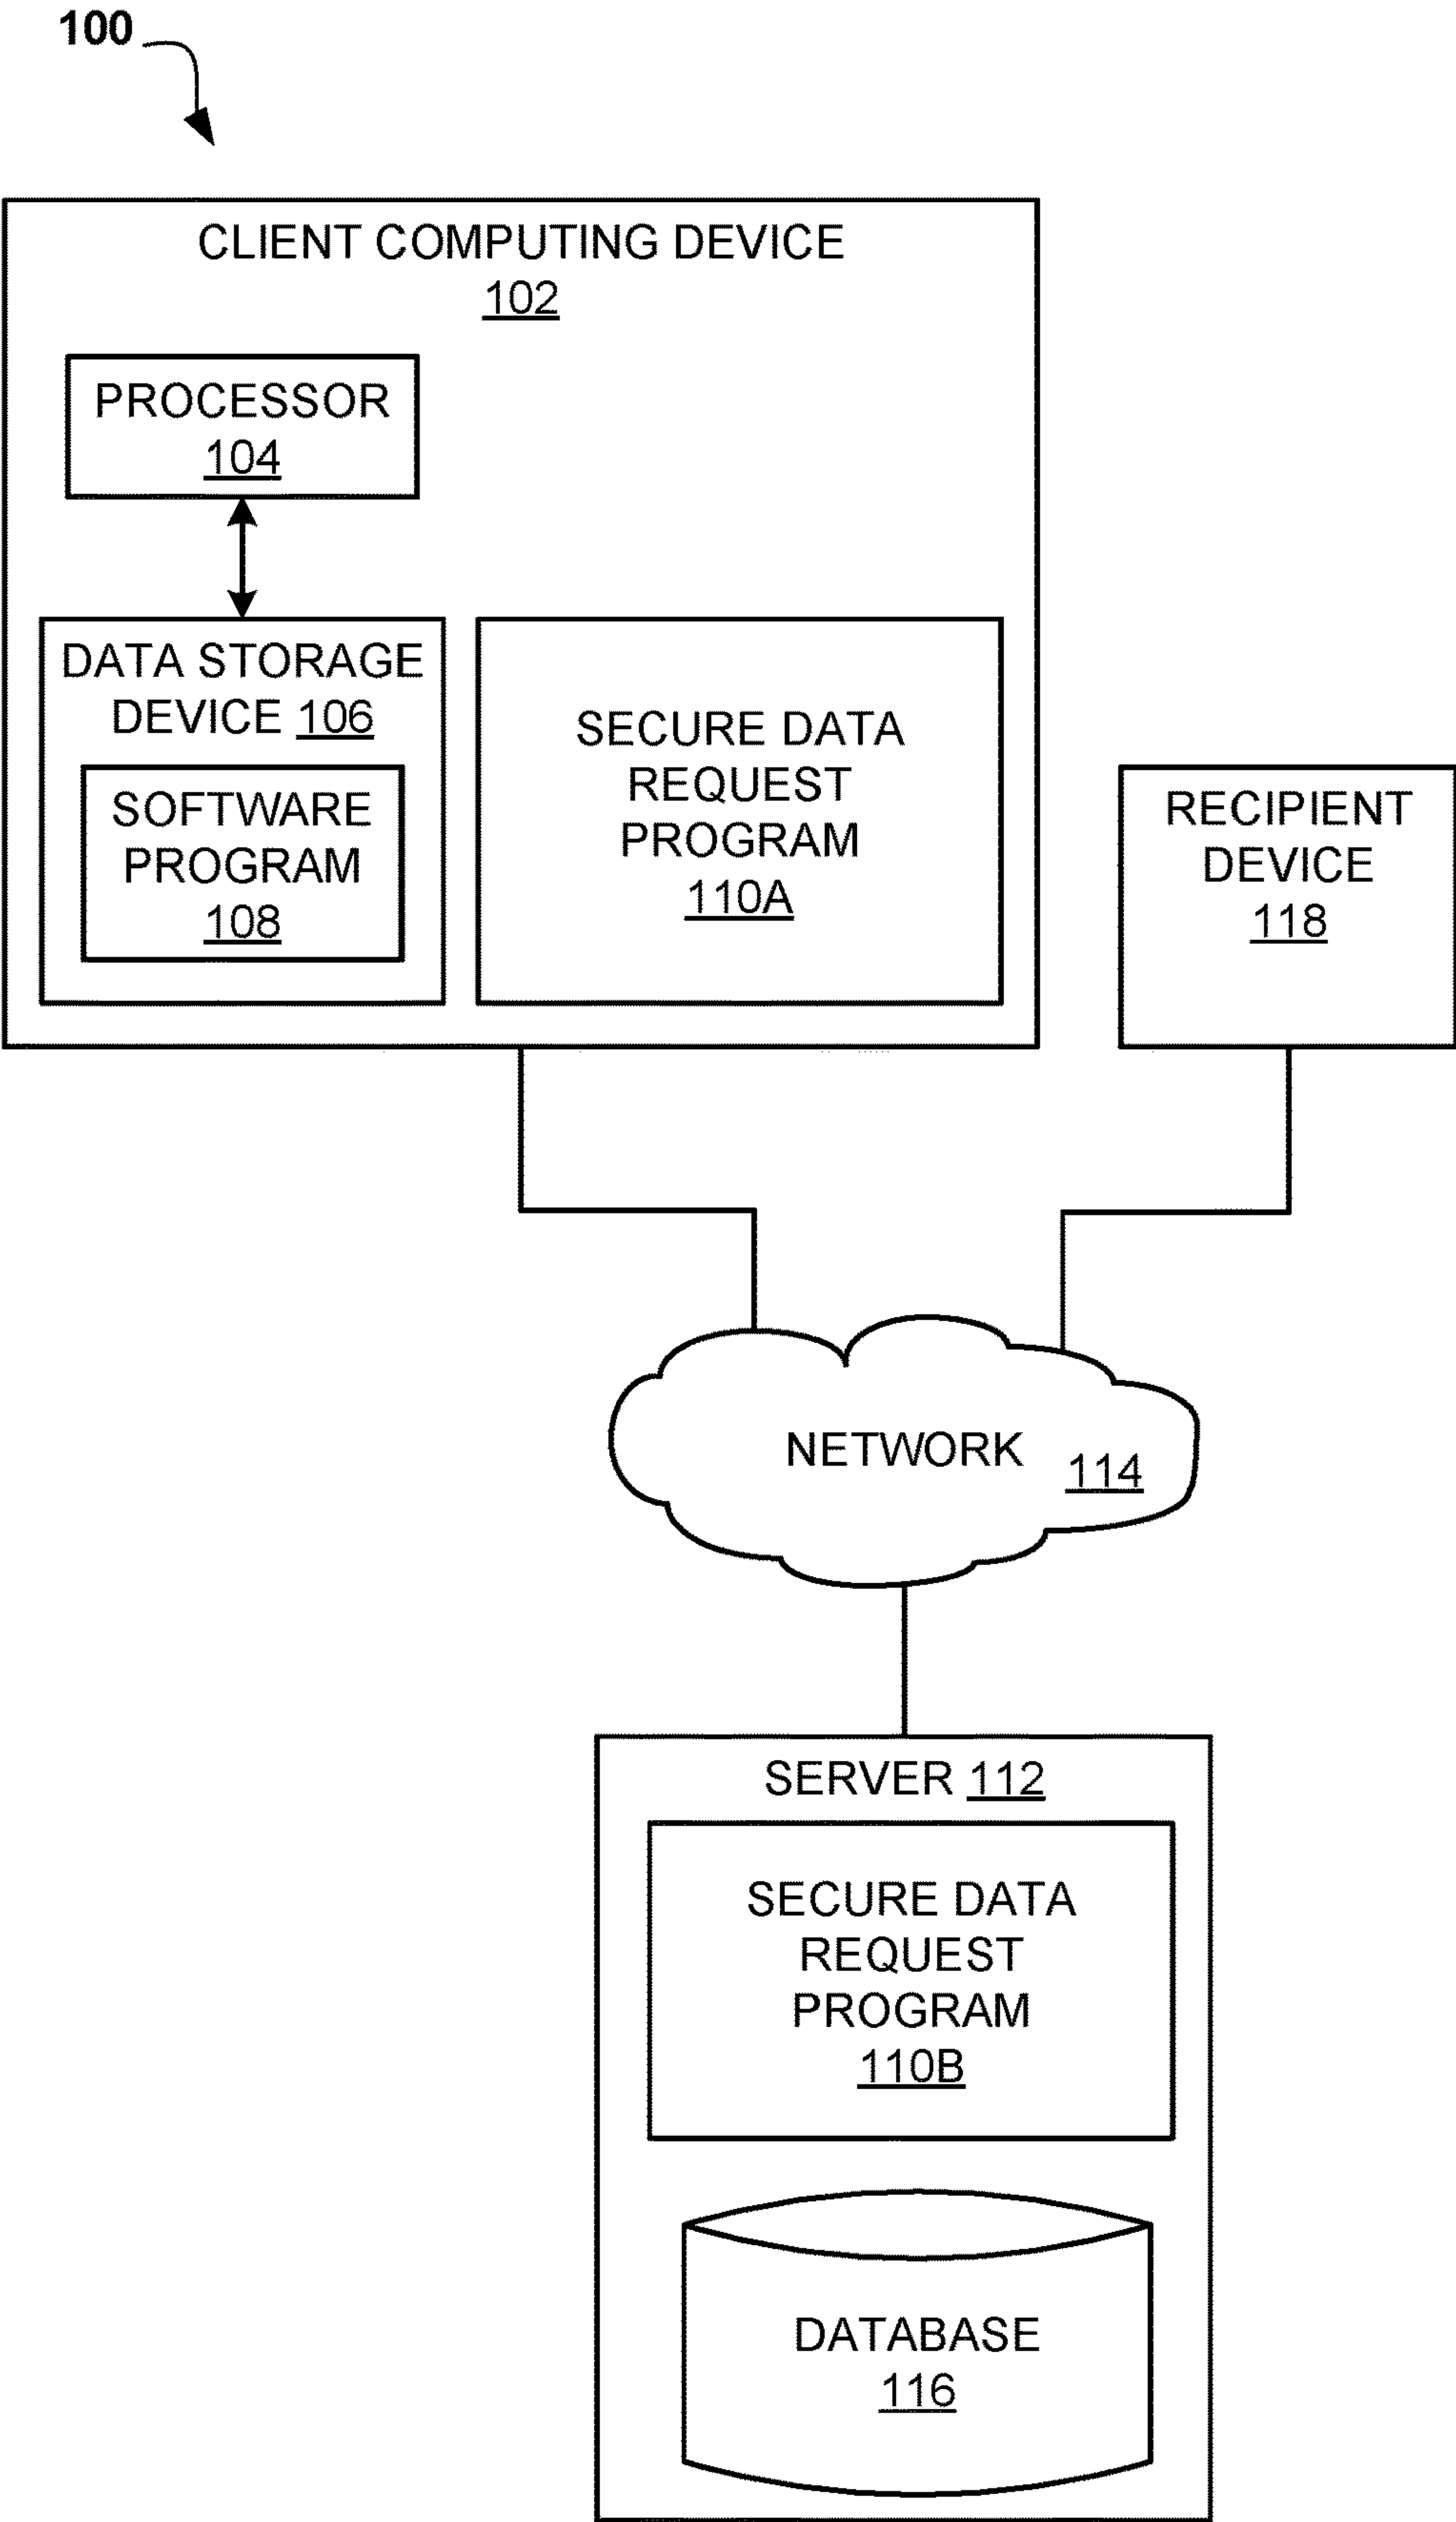 100
CLIENT COMPUTING DEVICE
102
PROCESSOR
104
DATA STORAGE
DEVICE 106
SOFTWARE
PROGRAM
108
SECURE DATA
REQUEST
PROGRAM
110A
RECIPIENT
DEVICE
118
NETWORK
114
SERVER 112
SECURE DATA
REQUEST
PROGRAM
110B
DATABASE
116